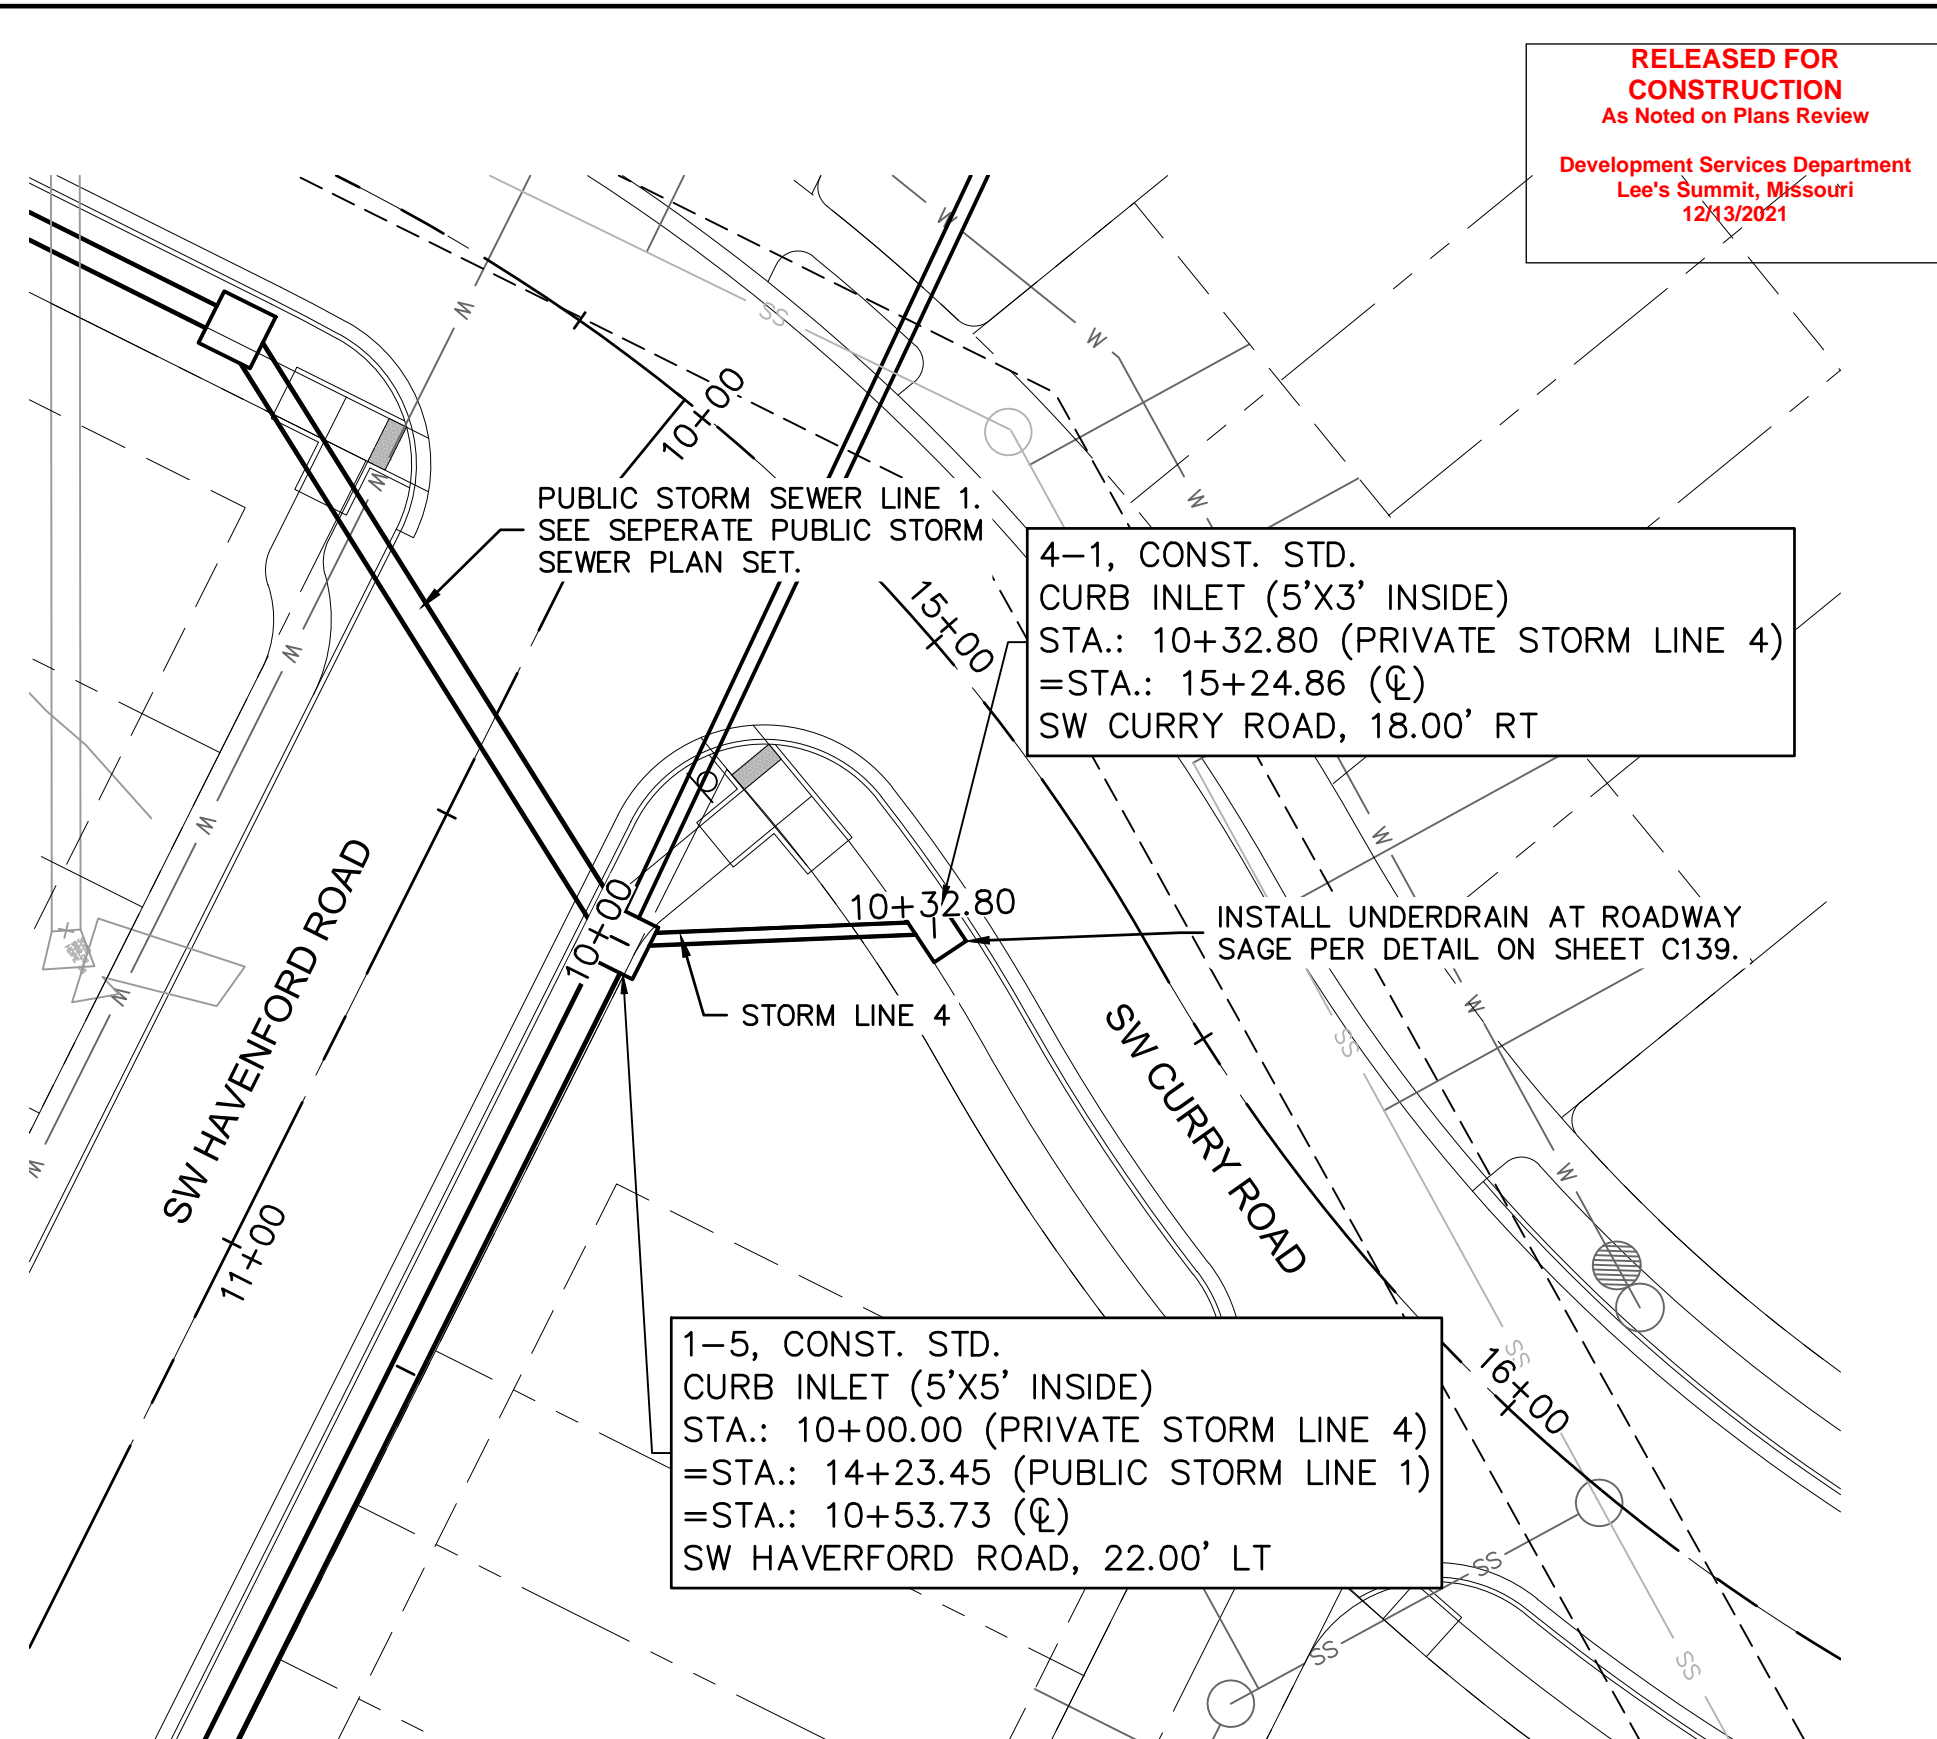 RELEASED FOR
CONSTRUCTION
As Noted on Plans Review
Development Services Department
Lee's Summit, Missouri
12/13/2021
W
W
SS
W
W
W
W
10+00
PUBLIC STORM SEWER LINE 1.
SEE SEPERATE PUBLIC STORM
SEWER PLAN SET.
4-1, CONST. STD.
CURB INLET (5'X3' INSIDE)
STA.: 10+32.80 (PRIVATE STORM LINE 4)
=STA.: 15+24.86 (℄)
SW CURRY ROAD, 18.00' RT
15+00
W
W
W
10+32.80
10+00
INSTALL UNDERDRAIN AT ROADWAY
SAGE PER DETAIL ON SHEET C139.
SW HAVENFORD ROAD
STORM LINE 4
W
W
SS
SW CURRY ROAD
W
W
11+00
1-5, CONST. STD.
CURB INLET (5'X5' INSIDE)
STA.: 10+00.00 (PRIVATE STORM LINE 4)
=STA.: 14+23.45 (PUBLIC STORM LINE 1)
=STA.: 10+53.73 (℄)
SW HAVERFORD ROAD, 22.00' LT
SS
16+00
SS
SS
SS